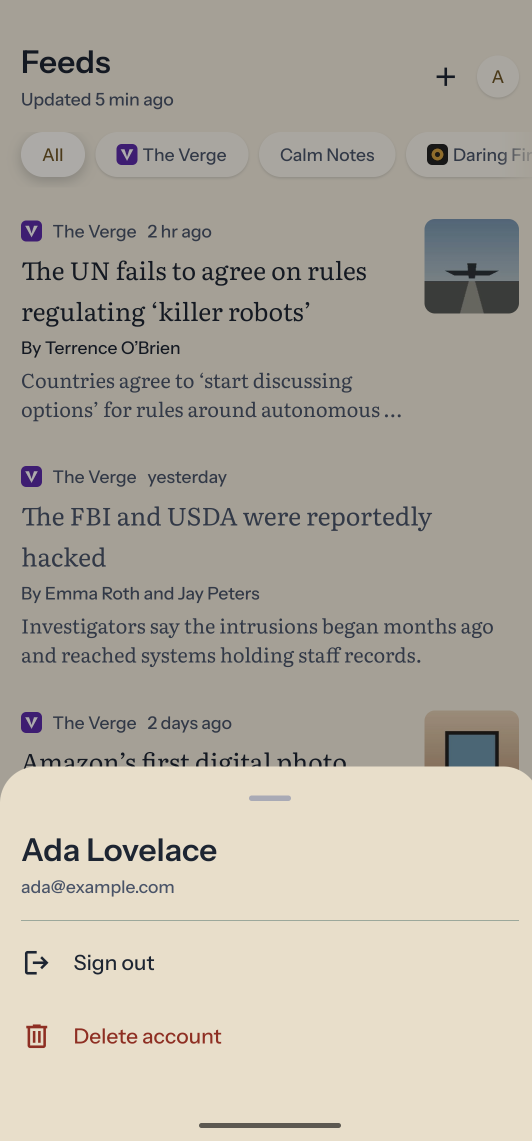 Feeds
Updated 5 min ago
A
All
The Verge
Calm Notes
Daring Fir
The Verge 2 hr ago
The UN fails to agree on rules
regulating ‘killer robots’
By Terrence O’Brien
Countries agree to ‘start discussing
options’ for rules around autonomous …
The Verge yesterday
The FBI and USDA were reportedly
hacked
By Emma Roth and Jay Peters
Investigators say the intrusions began months ago
and reached systems holding staff records.
The Verge 2 days ago
Amazon’s first digital photo
Ada Lovelace
ada@example.com
Sign out
Delete account